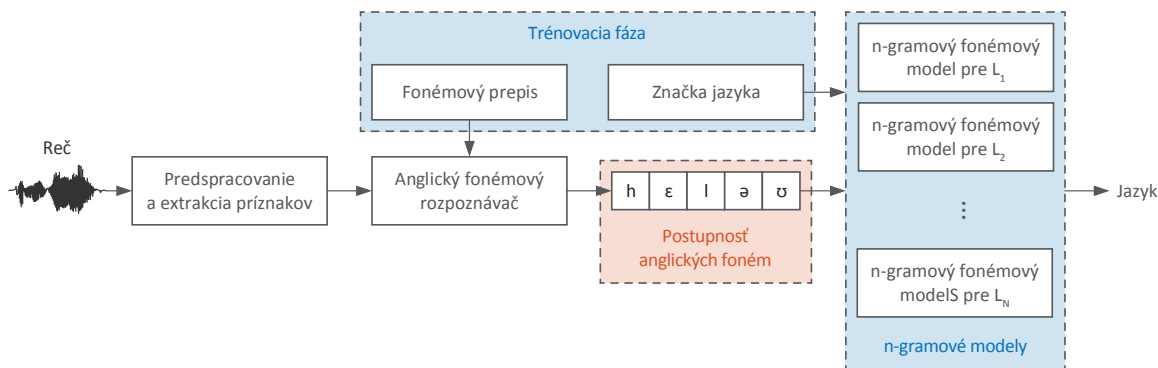 Trénovacia fáza
Fonémový prepis
Značka jazyka
n-gramový fonémový
model pre L₁
n-gramový fonémový
model pre L₂
⋮
n-gramový fonémový
modelS pre L_N
n-gramové modely
Reč
Predspracovanie
a extrakcia príznakov
Anglický fonémový
rozpoznávač
h ɛ l ə ʊ
Postupnosť
anglických foném
Jazyk